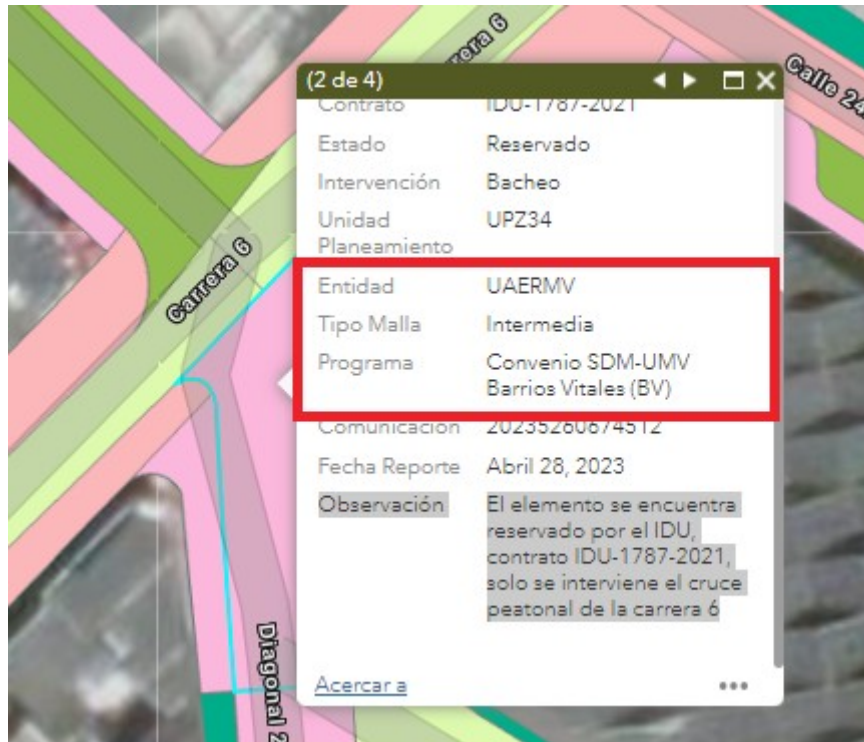 (2 de 4)
Contrato IDU-1787-2021
Estado Reservado
Intervención Bacheo
Unidad Planeamiento UPZ34
Entidad UAERMV
Tipo Malla Intermedia
Programa Convenio SDM-UMV
Barrios Vitales (BV)
Comunicación 20235260674512
Fecha Reporte Abril 28, 2023
Observación El elemento se encuentra
reservado por el IDU,
contrato IDU-1787-2021,
solo se interviene el cruce
peatonal de la carrera 6
Acercar a
Carrera 6
rera 6
Calle 24
Diagonal 2